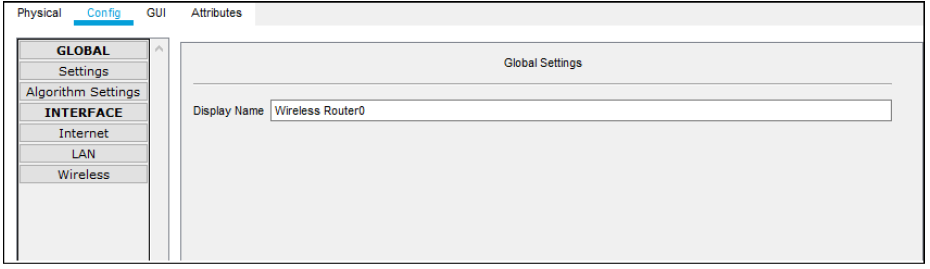 Physical Config GUI Attributes
GLOBAL
Settings
Algorithm Settings
INTERFACE
Internet
LAN
Wireless
Global Settings
Display Name Wireless Router0